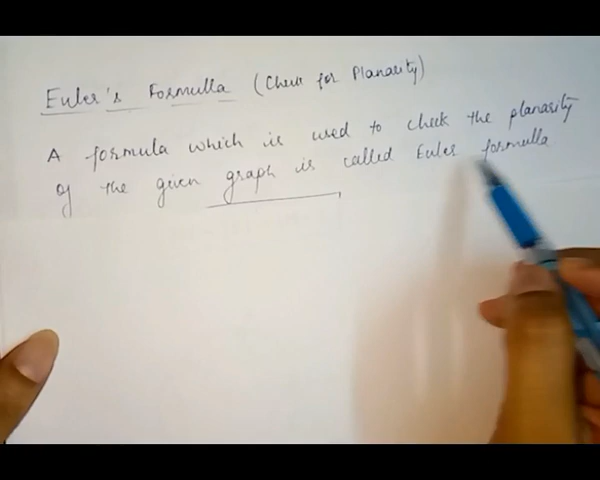 Euler's Formulla (Check for Planarity)
A formula which is used to check the planarity
of the given graph is called Euler formulla